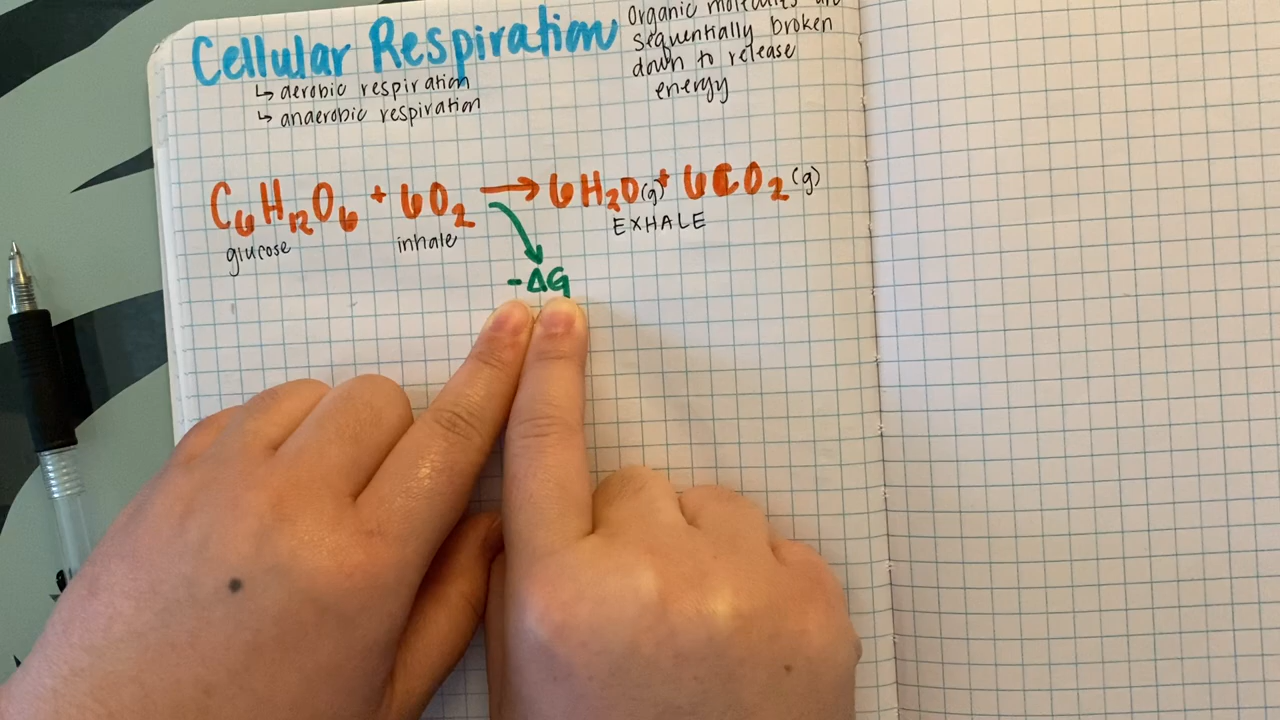 Cellular Respiration
↳ aerobic respiration
↳ anaerobic respiration
Organic molecules
sequentially broken
down to release
energy
C₆H₁₂O₆ + 6O₂ → 6H₂O(g) + 6CO₂(g)
glucose inhale EXHALE
-ΔG